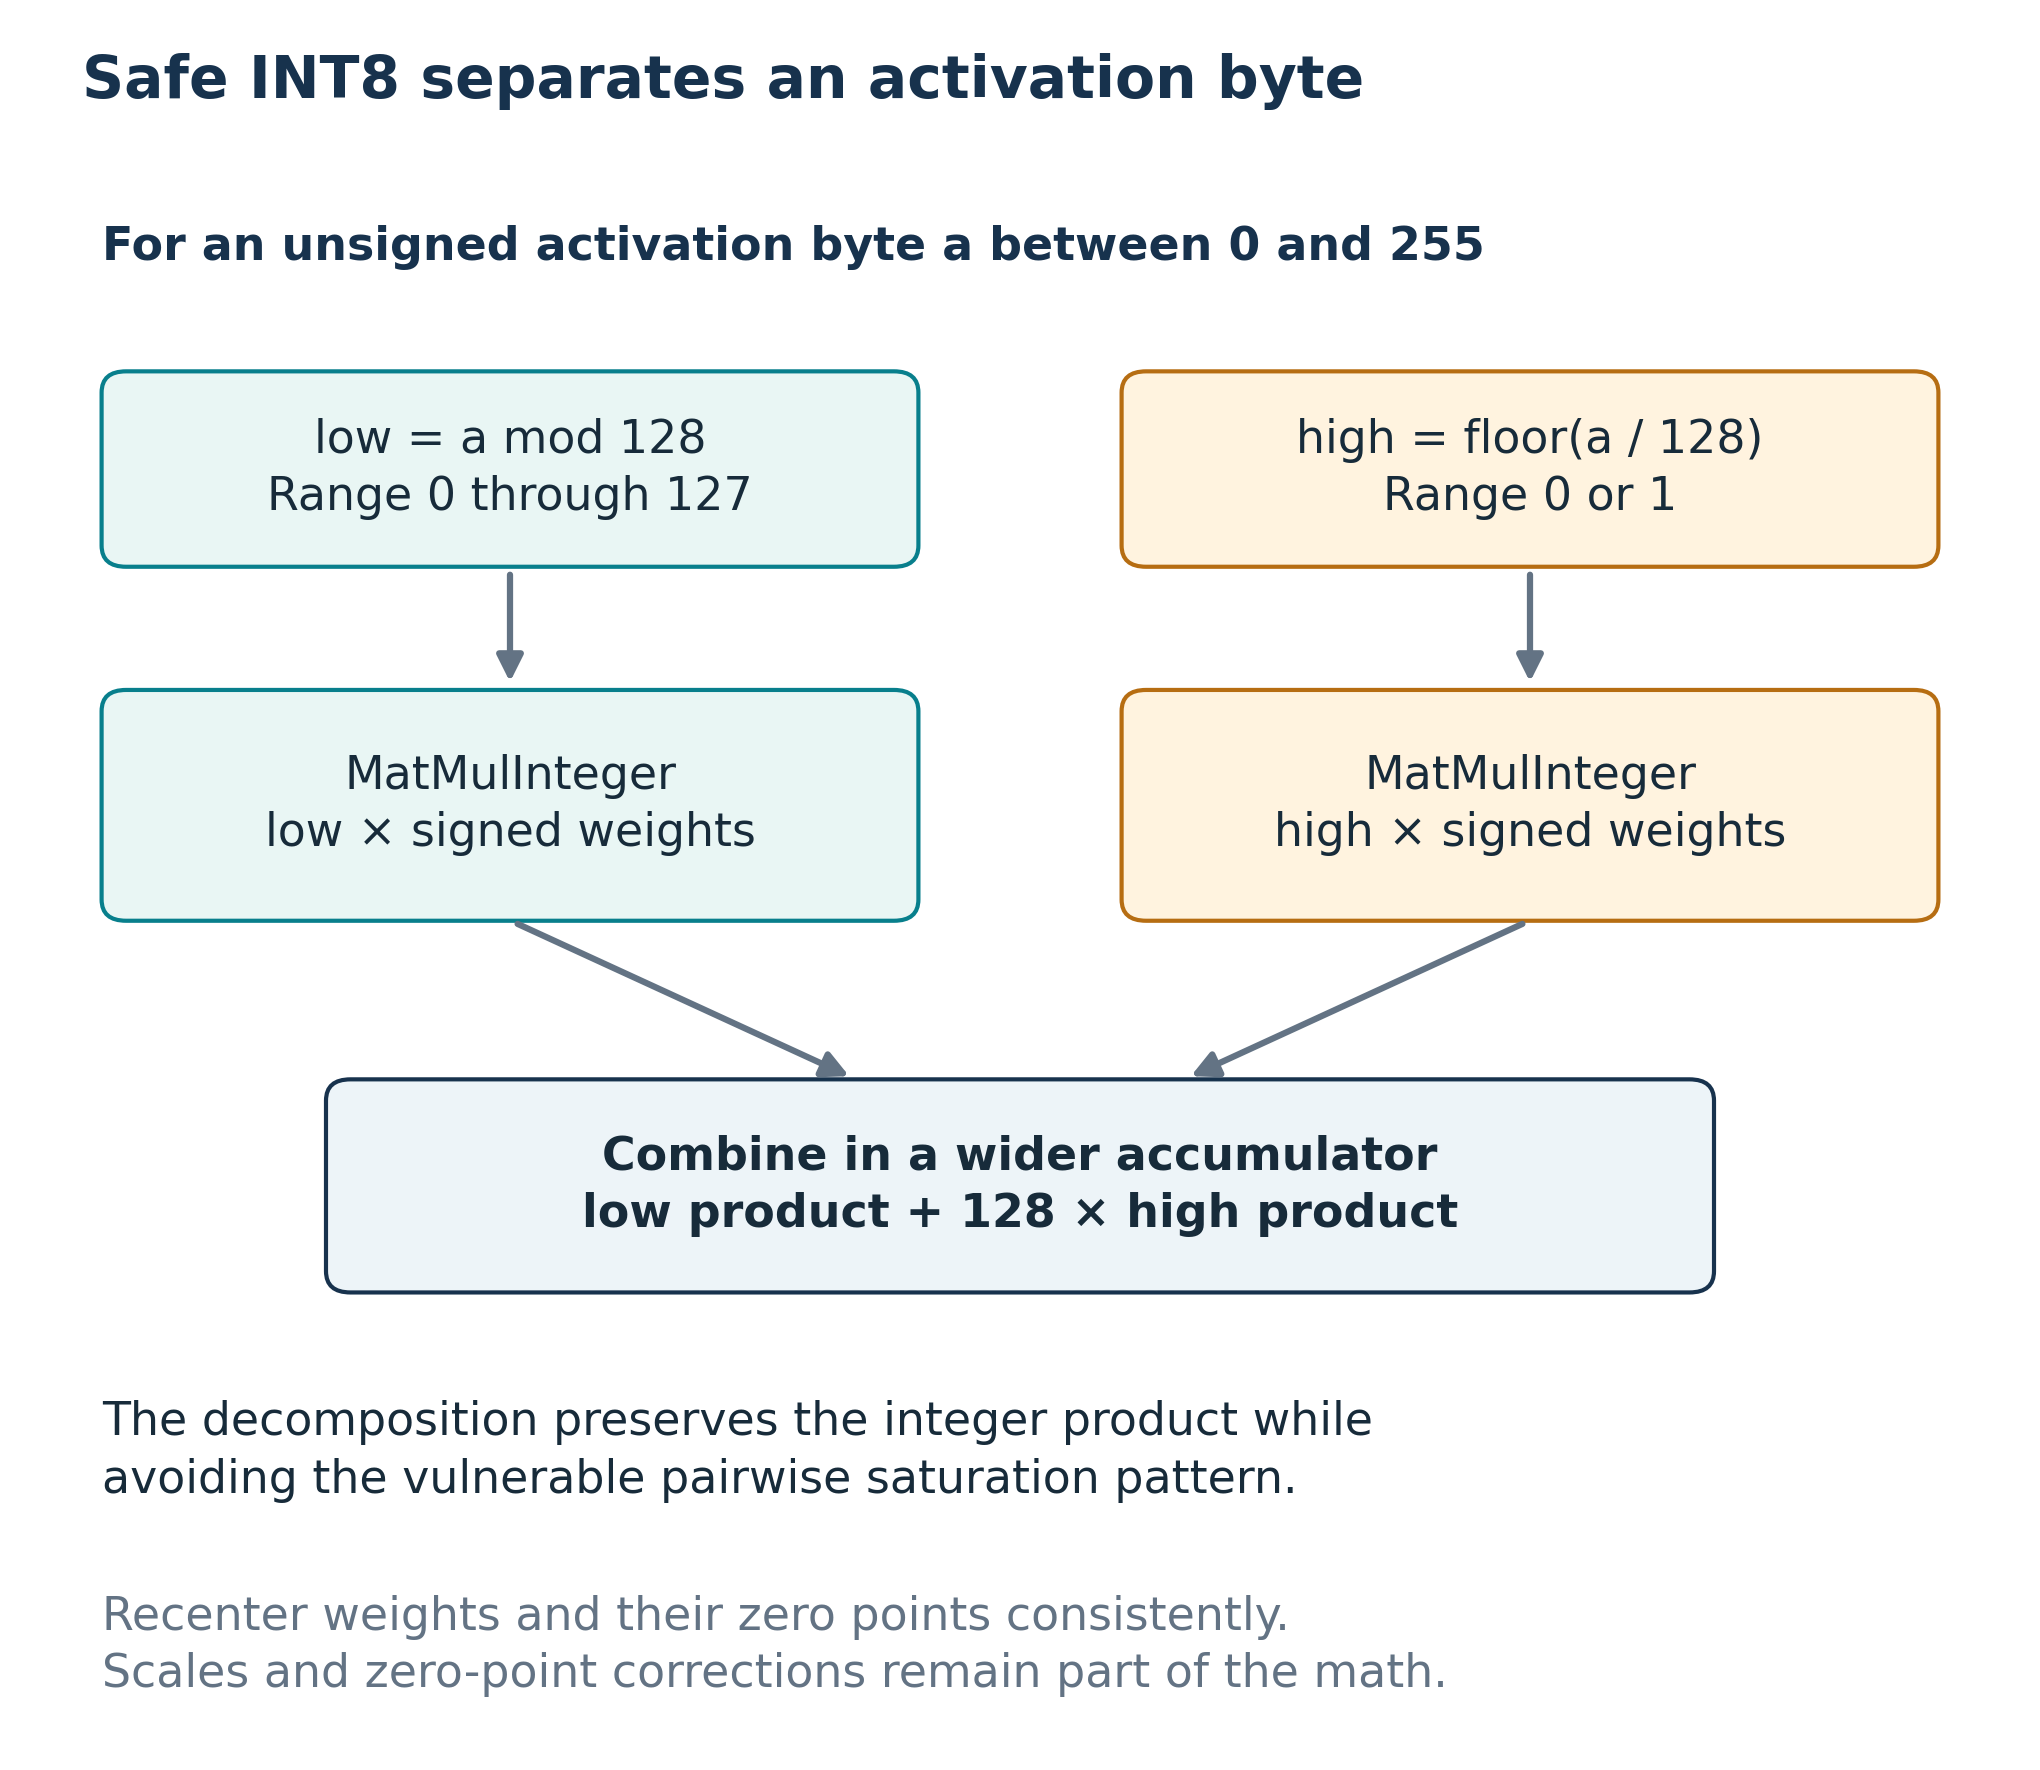 Safe INT8 separates an activation byte
For an unsigned activation byte a between 0 and 255
low = a mod 128
Range 0 through 127
high = floor(a / 128)
Range 0 or 1
MatMulInteger
low × signed weights
MatMulInteger
high × signed weights
Combine in a wider accumulator
low product + 128 × high product
The decomposition preserves the integer product while
avoiding the vulnerable pairwise saturation pattern.
Recenter weights and their zero points consistently.
Scales and zero-point corrections remain part of the math.